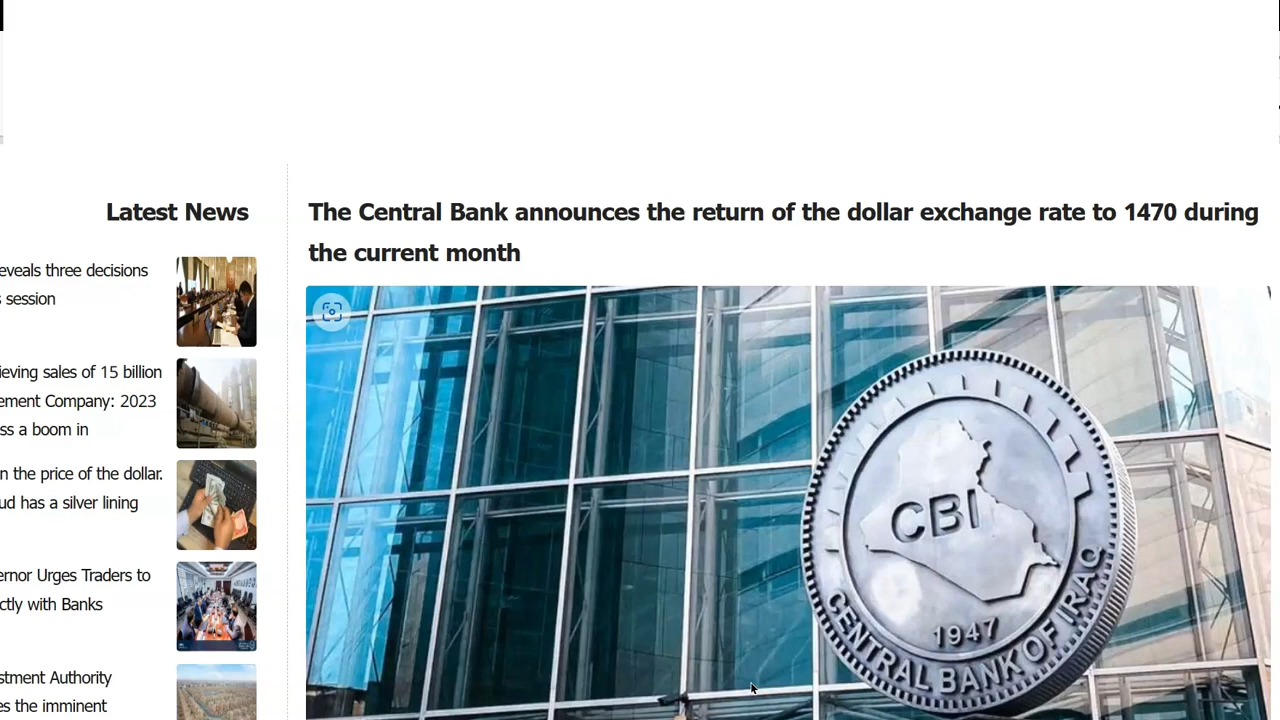 Latest News
eveals three decisions
s session
ieving sales of 15 billion
ement Company: 2023
ss a boom in
n the price of the dollar.
ud has a silver lining
ernor Urges Traders to
ctly with Banks
stment Authority
es the imminent
The Central Bank announces the return of the dollar exchange rate to 1470 during
the current month
CBI
1947
CENTRAL BANK OF IRAQ